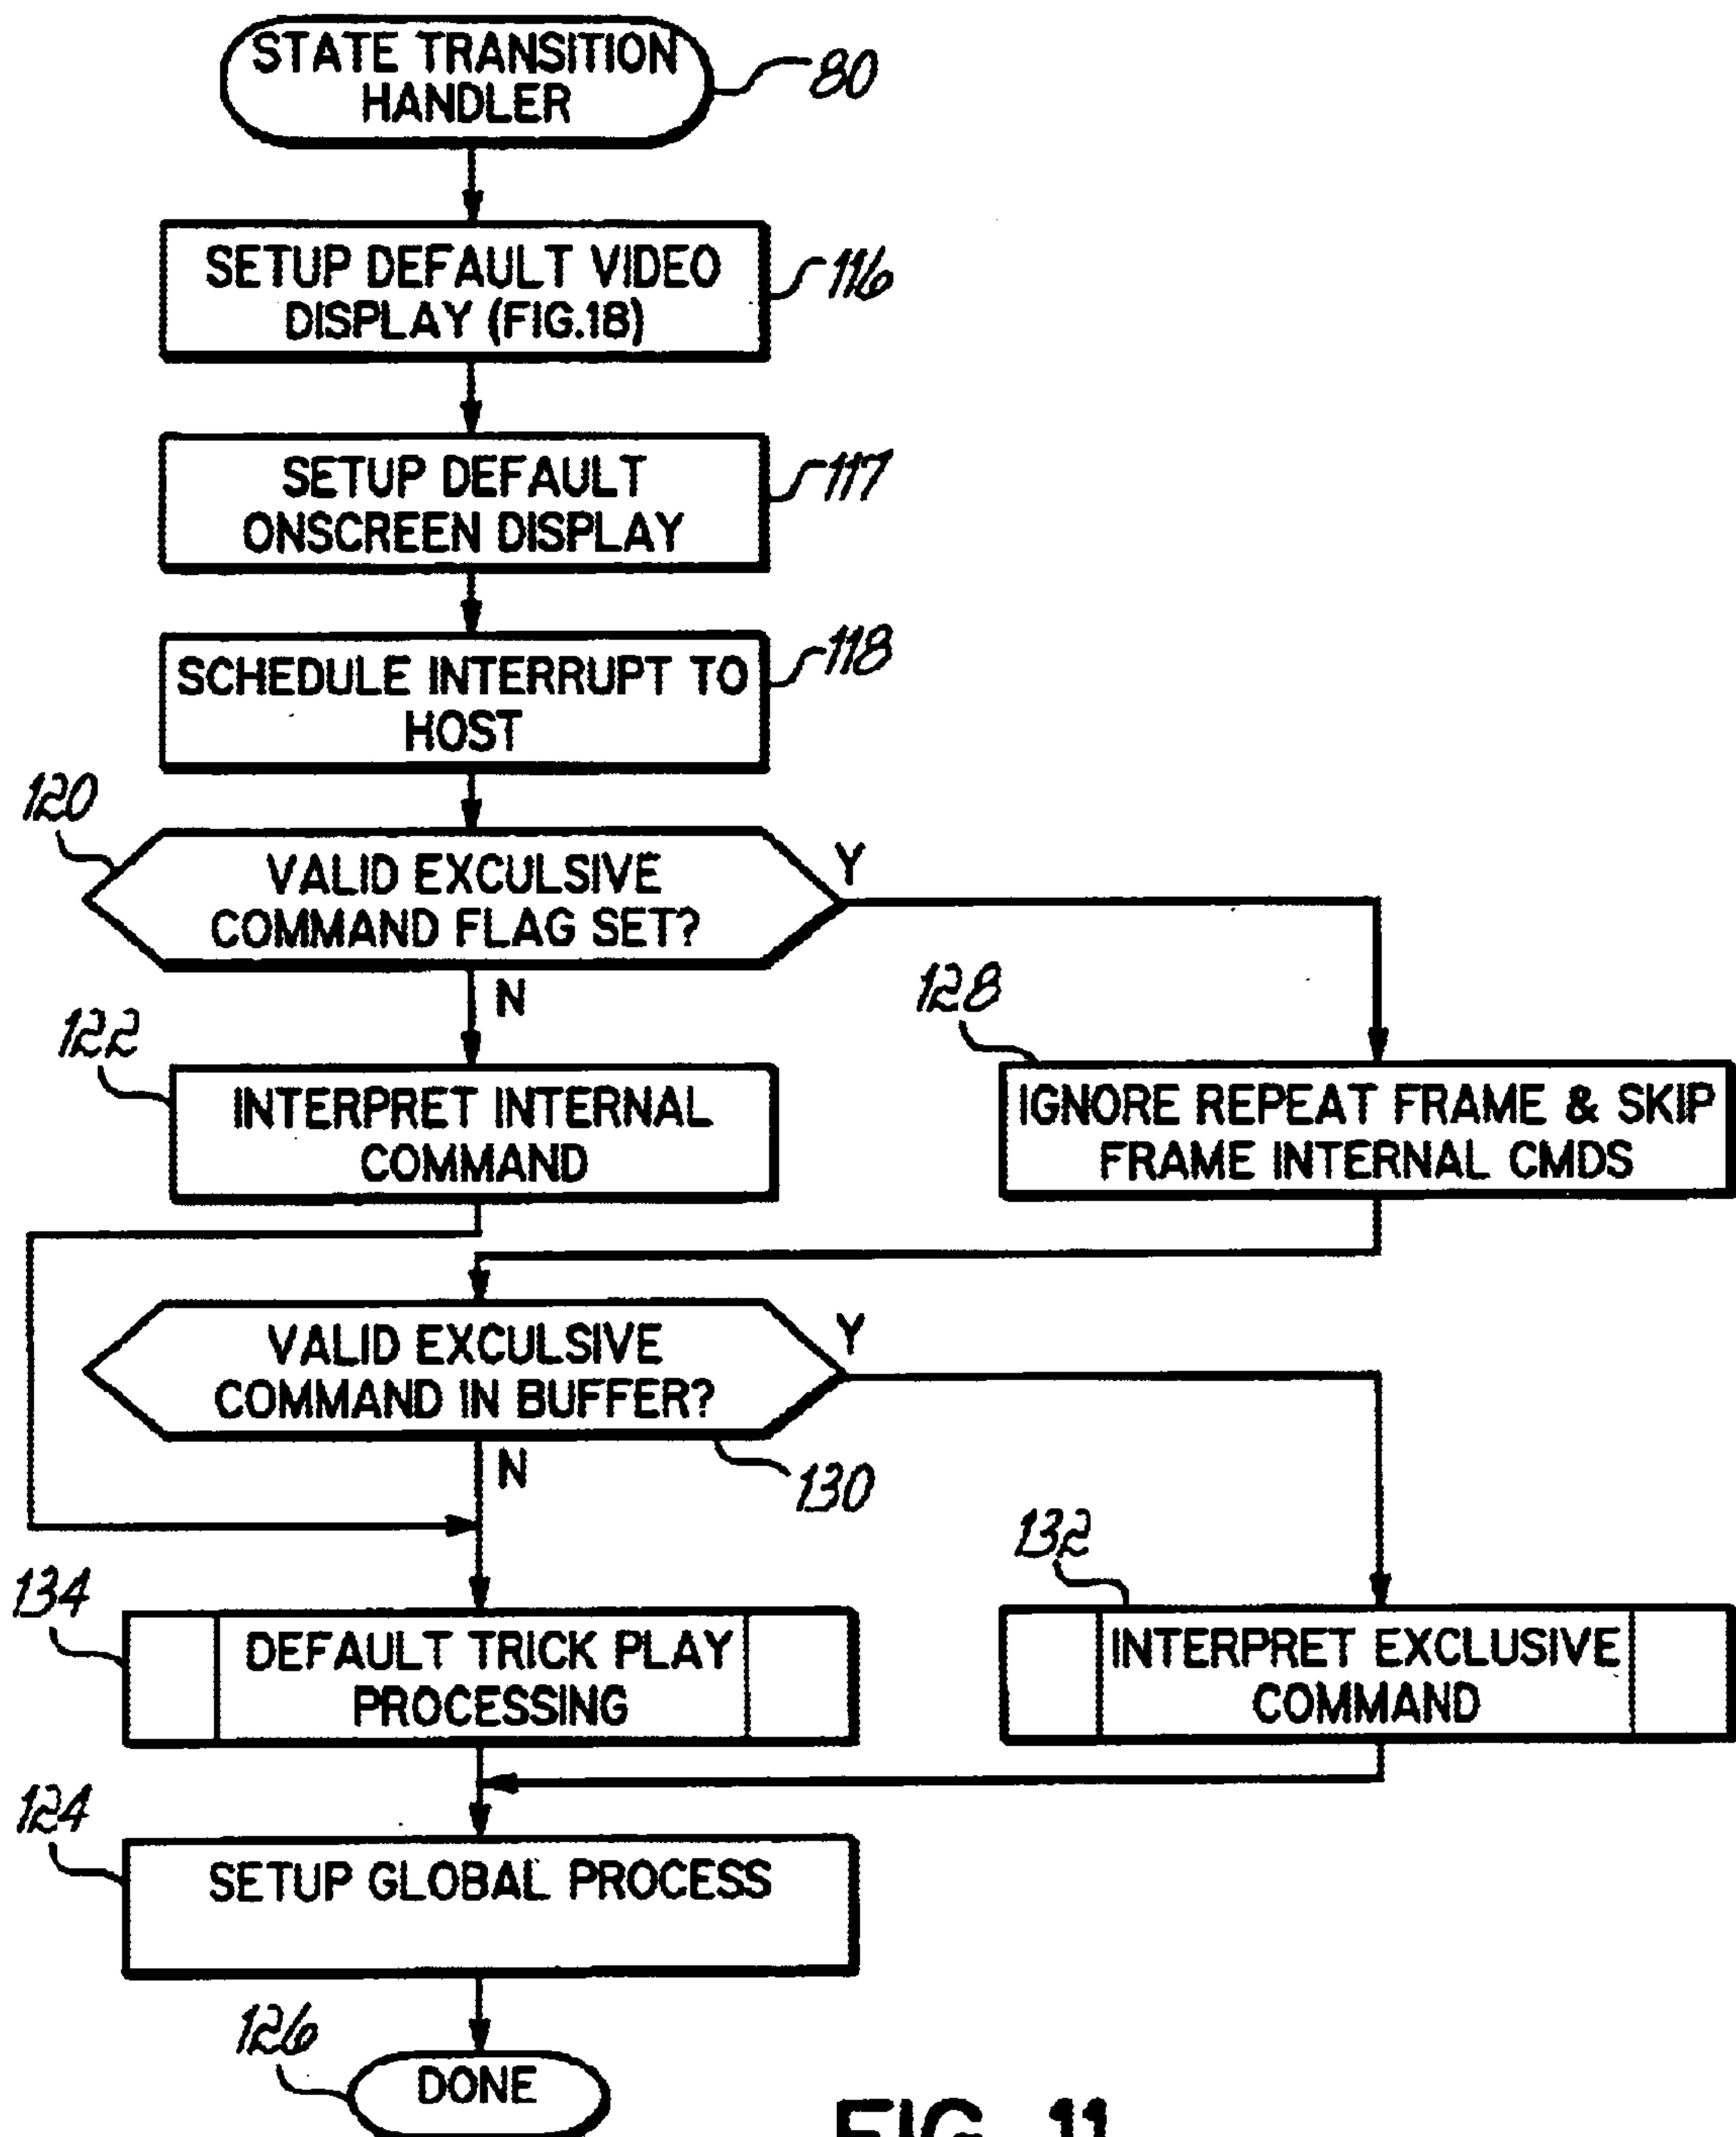 STATE TRANSITION
HANDLER
80
SETUP DEFAULT VIDEO
DISPLAY (FIG.18)
116
SETUP DEFAULT
ONSCREEN DISPLAY
117
SCHEDULE INTERRUPT TO
HOST
118
120
VALID EXCULSIVE
COMMAND FLAG SET?
Y
N
122
INTERPRET INTERNAL
COMMAND
128
IGNORE REPEAT FRAME & SKIP
FRAME INTERNAL CMDS
VALID EXCULSIVE
COMMAND IN BUFFER?
Y
N
130
134
DEFAULT TRICK PLAY
PROCESSING
132
INTERPRET EXCLUSIVE
COMMAND
124
SETUP GLOBAL PROCESS
126
DONE
FIG. 11